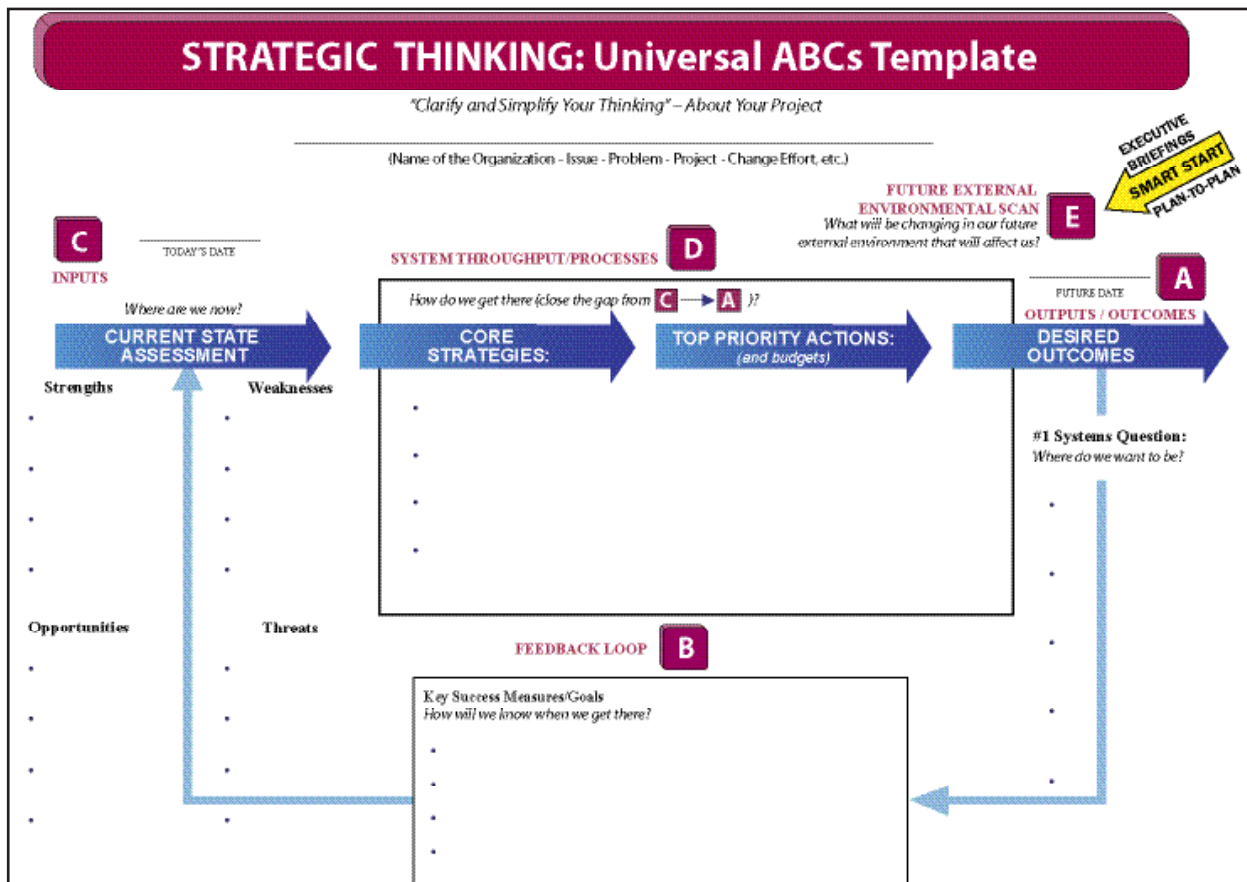 STRATEGIC THINKING: Universal ABCs Template
"Clarify and Simplify Your Thinking" – About Your Project
(Name of the Organization - Issue - Problem - Project - Change Effort, etc.)
EXECUTIVE
BRIEFINGS
SMART START
PLAN-TO-PLAN
FUTURE EXTERNAL
ENVIRONMENTAL SCAN
E
What will be changing in our future
external environment that will affect us?
C
TODAY'S DATE
INPUTS
SYSTEM THROUGHPUT/PROCESSES
D
A
FUTURE DATE
OUTPUTS / OUTCOMES
Where are we now?
How do we get there (close the gap from C A )?
CURRENT STATE
ASSESSMENT
CORE
STRATEGIES:
TOP PRIORITY ACTIONS:
(and budgets)
DESIRED
OUTCOMES
Strengths
Weaknesses
#1 Systems Question:
Where do we want to be?
Opportunities
Threats
FEEDBACK LOOP
B
Key Success Measures/Goals
How will we know when we get there?